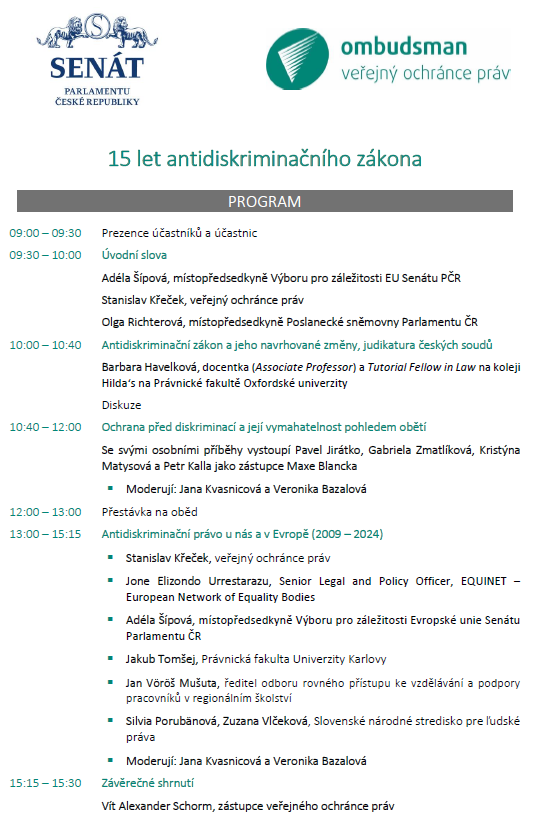 SENÁT
PARLAMENTU
ČESKÉ REPUBLIKY
ombudsman
veřejný ochránce práv
15 let antidiskriminačního zákona
PROGRAM
09:00 – 09:30 Prezence účastníků a účastnic
09:30 – 10:00 Úvodní slova
Adéla Šípová, místopředsedkyně Výboru pro záležitosti EU Senátu PČR
Stanislav Křeček, veřejný ochránce práv
Olga Richterová, místopředsedkyně Poslanecké sněmovny Parlamentu ČR
10:00 – 10:40 Antidiskriminační zákon a jeho navrhované změny, judikatura českých soudů
Barbara Havelková, docentka (Associate Professor) a Tutorial Fellow in Law na koleji
Hilda‘s na Právnické fakultě Oxfordské univerzity
Diskuze
10:40 – 12:00 Ochrana před diskriminací a její vymahatelnost pohledem obětí
Se svými osobními příběhy vystoupí Pavel Jirátko, Gabriela Zmatlíková, Kristýna
Matysová a Petr Kalla jako zástupce Maxe Blancka
▪ Moderují: Jana Kvasnicová a Veronika Bazalová
12:00 – 13:00 Přestávka na oběd
13:00 – 15:15 Antidiskriminační právo u nás a v Evropě (2009 – 2024)
▪ Stanislav Křeček, veřejný ochránce práv
▪ Jone Elizondo Urrestarazu, Senior Legal and Policy Officer, EQUINET –
European Network of Equality Bodies
▪ Adéla Šípová, místopředsedkyně Výboru pro záležitosti Evropské unie Senátu
Parlamentu ČR
▪ Jakub Tomšej, Právnická fakulta Univerzity Karlovy
▪ Jan Vöröš Mušuta, ředitel odboru rovného přístupu ke vzdělávání a podpory
pracovníků v regionálním školství
▪ Silvia Porubänová, Zuzana Vlčeková, Slovenské národné stredisko pre ľudské
práva
▪ Moderují: Jana Kvasnicová a Veronika Bazalová
15:15 – 15:30 Závěrečné shrnutí
Vít Alexander Schorm, zástupce veřejného ochránce práv